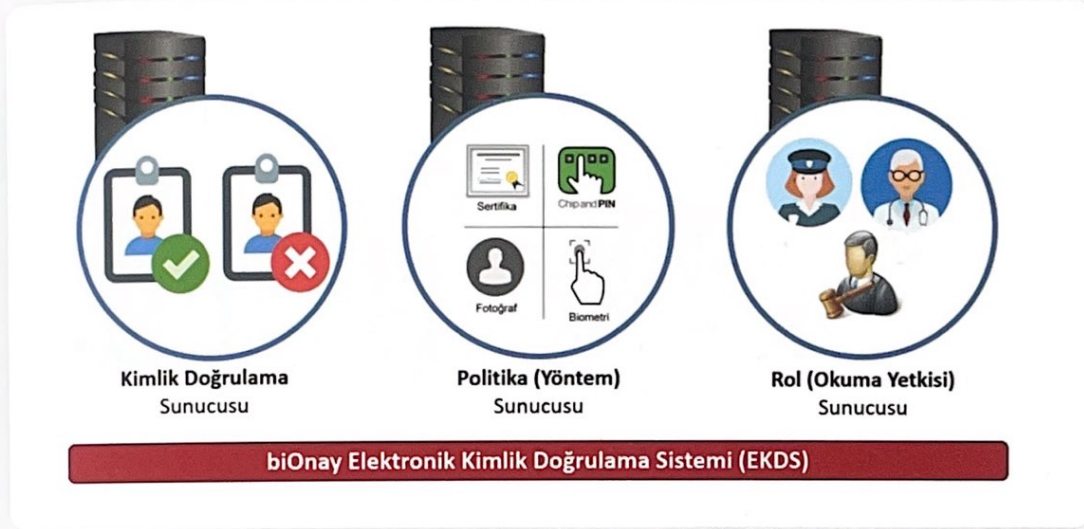 Sertifika
Chip and PIN
Fotoğraf
Biometri
Kimlik Doğrulama
Sunucusu
Politika (Yöntem)
Sunucusu
Rol (Okuma Yetkisi)
Sunucusu
biOnay Elektronik Kimlik Doğrulama Sistemi (EKDS)